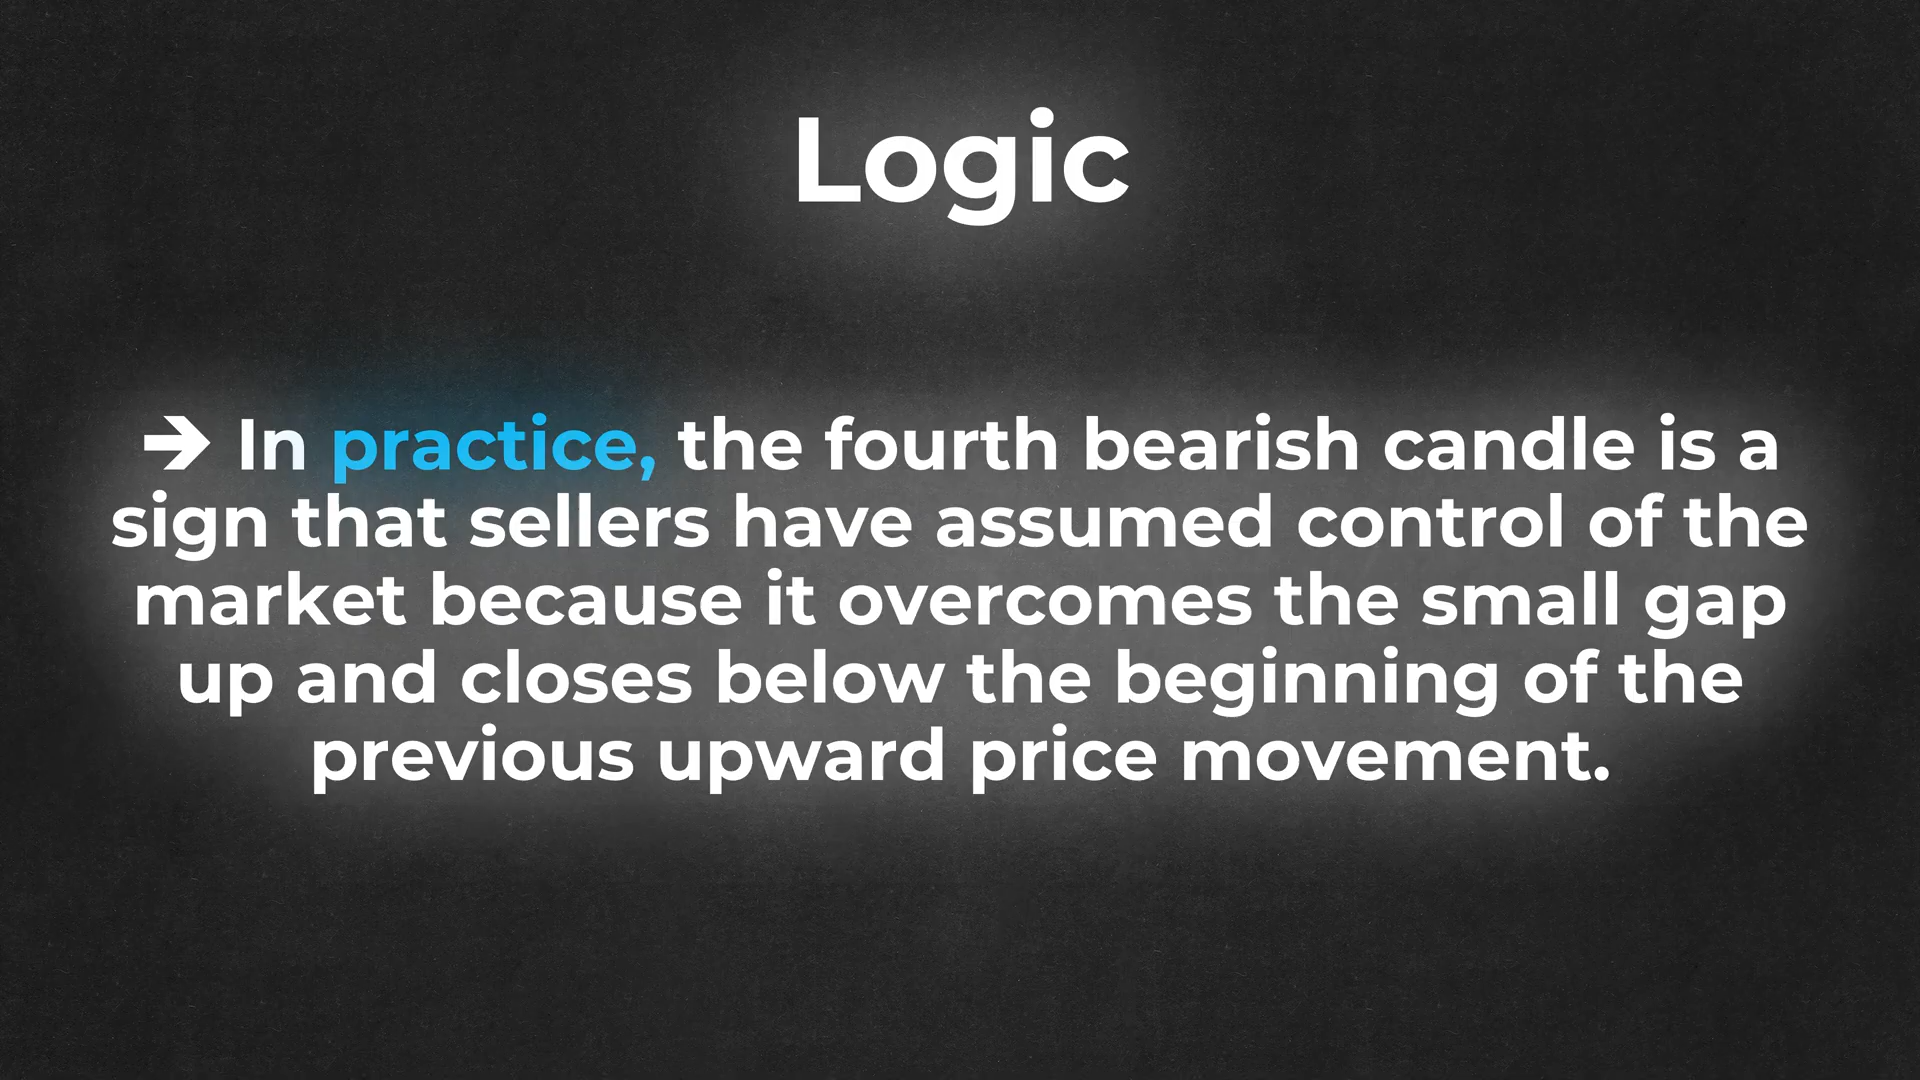 Logic
➔ In practice, the fourth bearish candle is a
sign that sellers have assumed control of the
market because it overcomes the small gap
up and closes below the beginning of the
previous upward price movement.